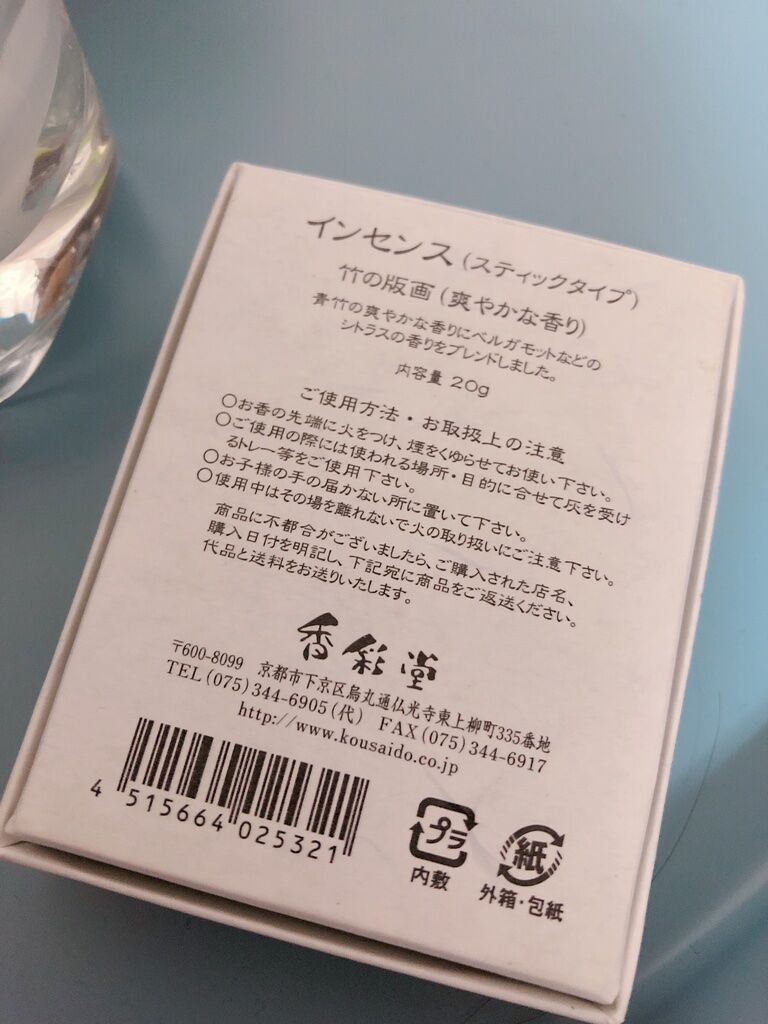 インセンス(スティックタイプ)
竹の版画(爽やかな香り)
青竹の爽やかな香りにベルガモットなどの
シトラスの香りをブレンドしました。
内容量 20g
ご使用方法・お取扱上の注意
○お香の先端に火をつけ、煙をくゆらせてお使い下さい。
○ご使用の際には使われる場所・目的に合せて灰を受け
るトレー等をご使用下さい。
○お子様の手の届かない所に置いて下さい。
○使用中はその場を離れないで火の取り扱いにご注意下さい。
商品に不都合がございましたら、ご購入された店名、
購入日付を明記し、下記宛に商品をご返送ください。
代品と送料をお送りいたします。
香彩堂
〒600-8099 京都市下京区烏丸通仏光寺東上柳町335番地
TEL(075)344-6905(代) FAX(075)344-6917
http://www.kousaido.co.jp
4 515664 025321
プラ
内敷
紙
外箱・包紙